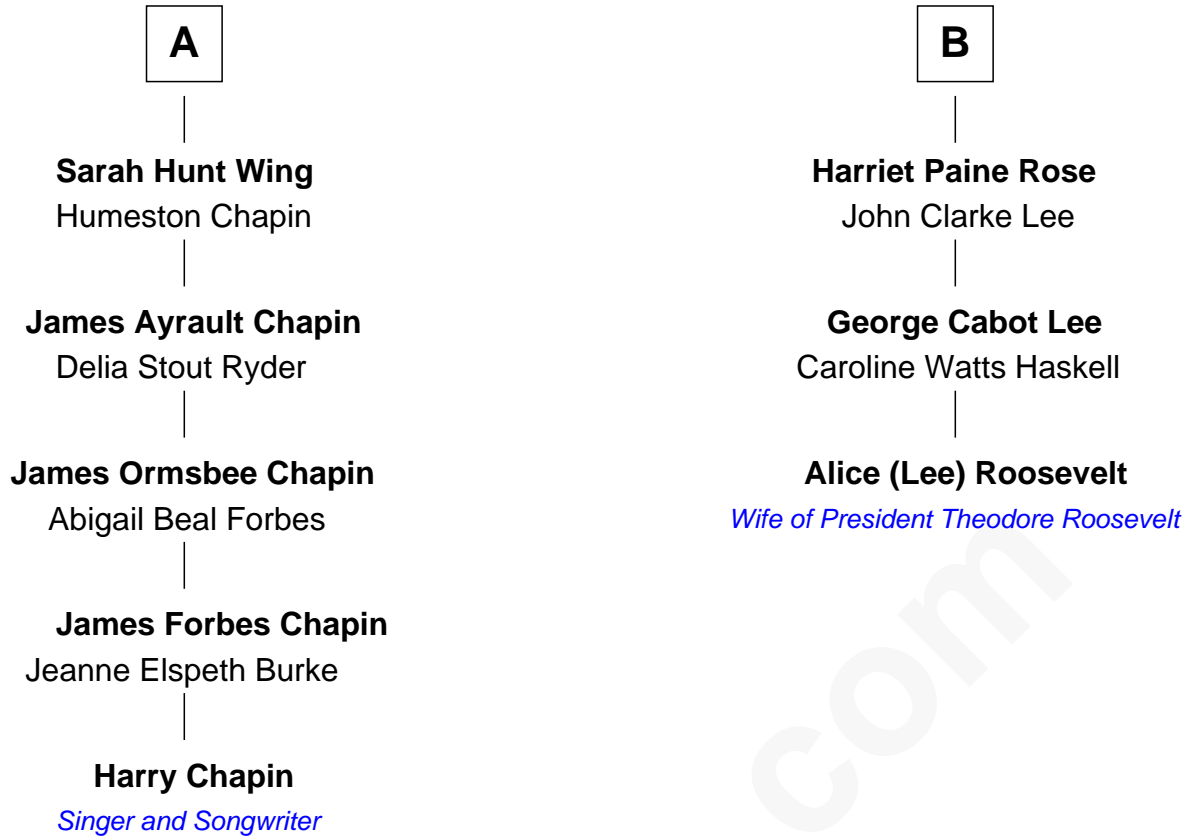 A
Sarah Hunt Wing
Humeston Chapin
James Ayrault Chapin
Delia Stout Ryder
James Ormsbee Chapin
Abigail Beal Forbes
James Forbes Chapin
Jeanne Elspeth Burke
Harry Chapin
Singer and Songwriter
B
Harriet Paine Rose
John Clarke Lee
George Cabot Lee
Caroline Watts Haskell
Alice (Lee) Roosevelt
Wife of President Theodore Roosevelt
com